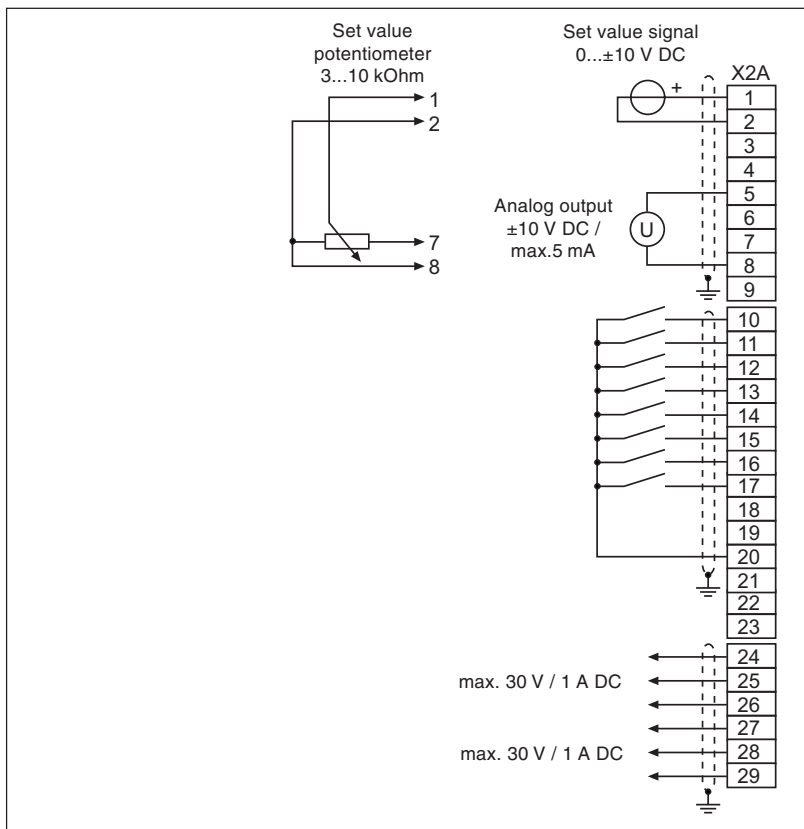 Set value
potentiometer
3...10 kOhm
1
2
7
8
Set value signal
0...±10 V DC
+
Analog output
±10 V DC /
max.5 mA
U
X2A
1
2
3
4
5
6
7
8
9
10
11
12
13
14
15
16
17
18
19
20
21
22
23
24
25
26
27
28
29
max. 30 V / 1 A DC
max. 30 V / 1 A DC